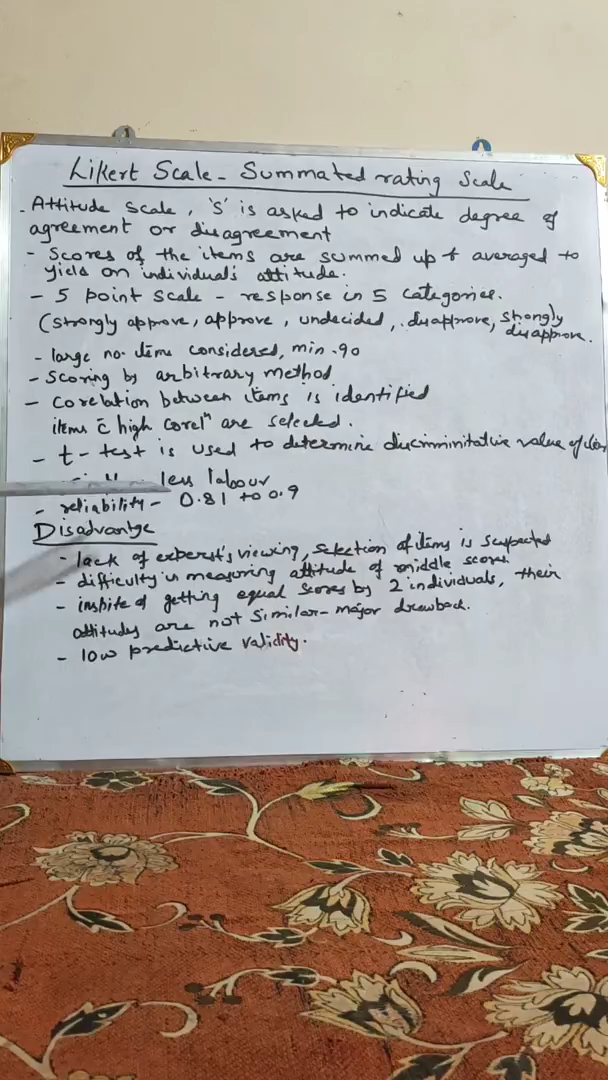 Likert Scale - Summated rating Scale
- Attitude scale, 'S' is asked to indicate degree of
agreement or disagreement
- Scores of the items are summed up & averaged to
yield an individual's attitude.
- 5 point scale - response in 5 categories.
(strongly approve, approve, undecided, disapprove, strongly
disapprove.
- large no. items considered, min. 90
- Scoring by arbitrary method
- Corelation between items is identified
items c̄ high corelⁿ are selected.
- t-test is used to determine discriminitative value of
less labour
- reliability - 0.81 to 0.9
Disadvantge
- lack of experst's viewing, selection of items is suspected
- difficulty in measuring attitude of middle scores.
- inspite of getting equal scores by 2 individuals, their
attitudes are not similar - major drawback.
- low predictive validity.